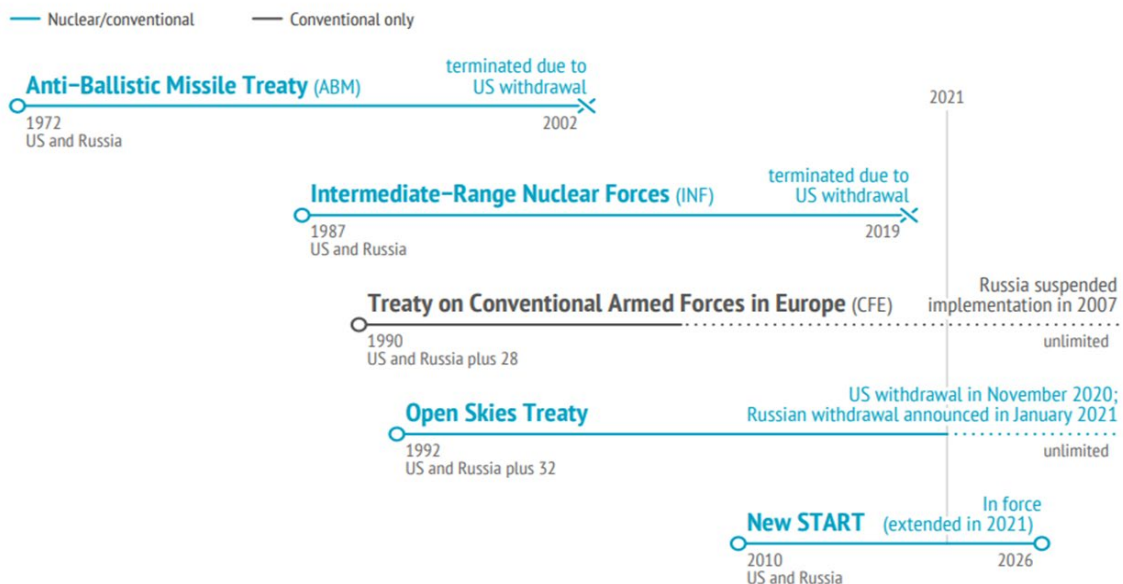 Nuclear/conventional
Conventional only
Anti-Ballistic Missile Treaty (ABM)
terminated due to
US withdrawal
1972
2002
US and Russia
2021
Intermediate-Range Nuclear Forces (INF)
terminated due to
US withdrawal
1987
2019
US and Russia
Treaty on Conventional Armed Forces in Europe (CFE)
Russia suspended
implementation in 2007
1990
unlimited
US and Russia plus 28
Open Skies Treaty
US withdrawal in November 2020;
Russian withdrawal announced in January 2021
1992
unlimited
US and Russia plus 32
New START
In force
(extended in 2021)
2010
2026
US and Russia